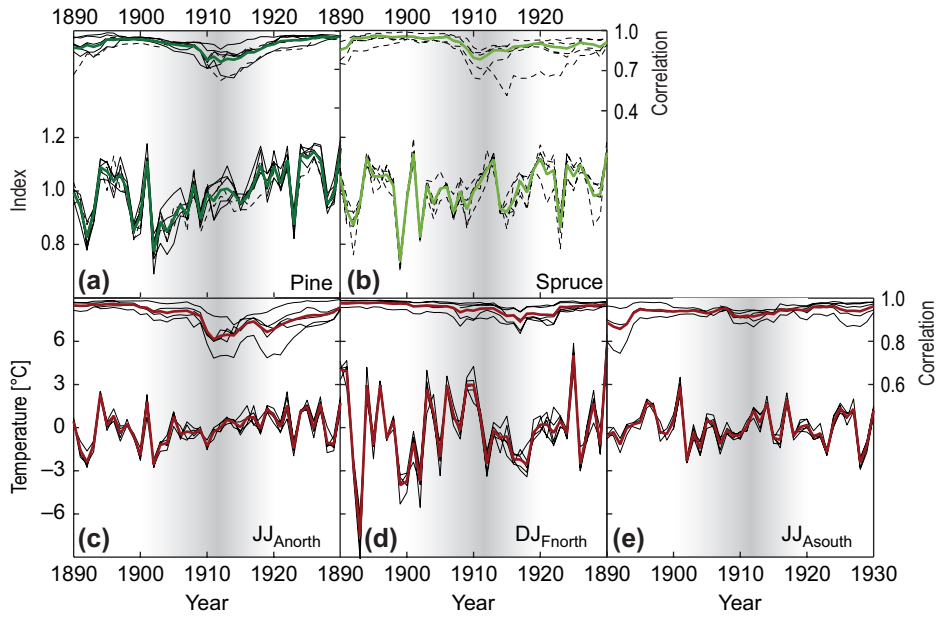 1890 1900 1910 1890 1900 1910 1920
1.0
0.7
0.4
Correlation
1.2
1.0
0.8
Index
(a) Pine
(b) Spruce
1.0
0.8
0.6
Correlation
6
3
0
−3
−6
Temperature [°C]
(c) JJAnorth
(d) DJFnorth
(e) JJAsouth
1890 1900 1910 1920 1890 1900 1910 1920 1890 1900 1910 1920 1930
Year Year Year